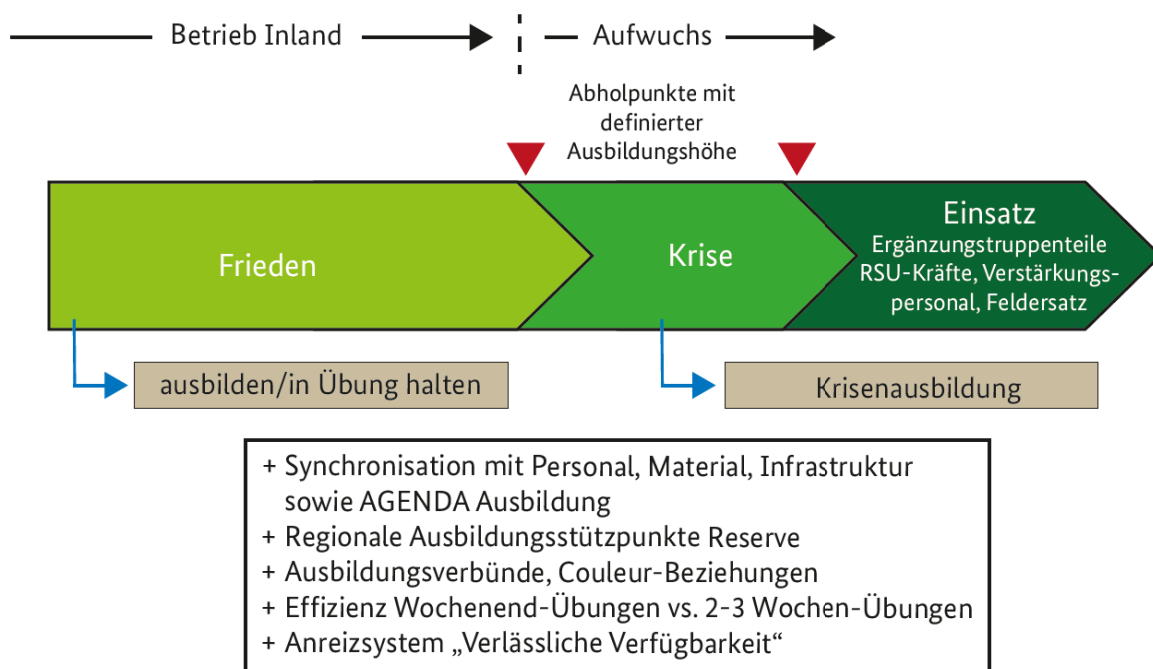 Betrieb Inland
Aufwuchs
Abholpunkte mit
definierter
Ausbildungshöhe
Frieden
Krise
Einsatz
Ergänzungstruppenteile
RSU-Kräfte, Verstärkungs-
personal, Feldersatz
ausbilden/in Übung halten
Krisenausbildung
+ Synchronisation mit Personal, Material, Infrastruktur
sowie AGENDA Ausbildung
+ Regionale Ausbildungsstützpunkte Reserve
+ Ausbildungsverbünde, Couleur-Beziehungen
+ Effizienz Wochenend-Übungen vs. 2-3 Wochen-Übungen
+ Anreizsystem „Verlässliche Verfügbarkeit“